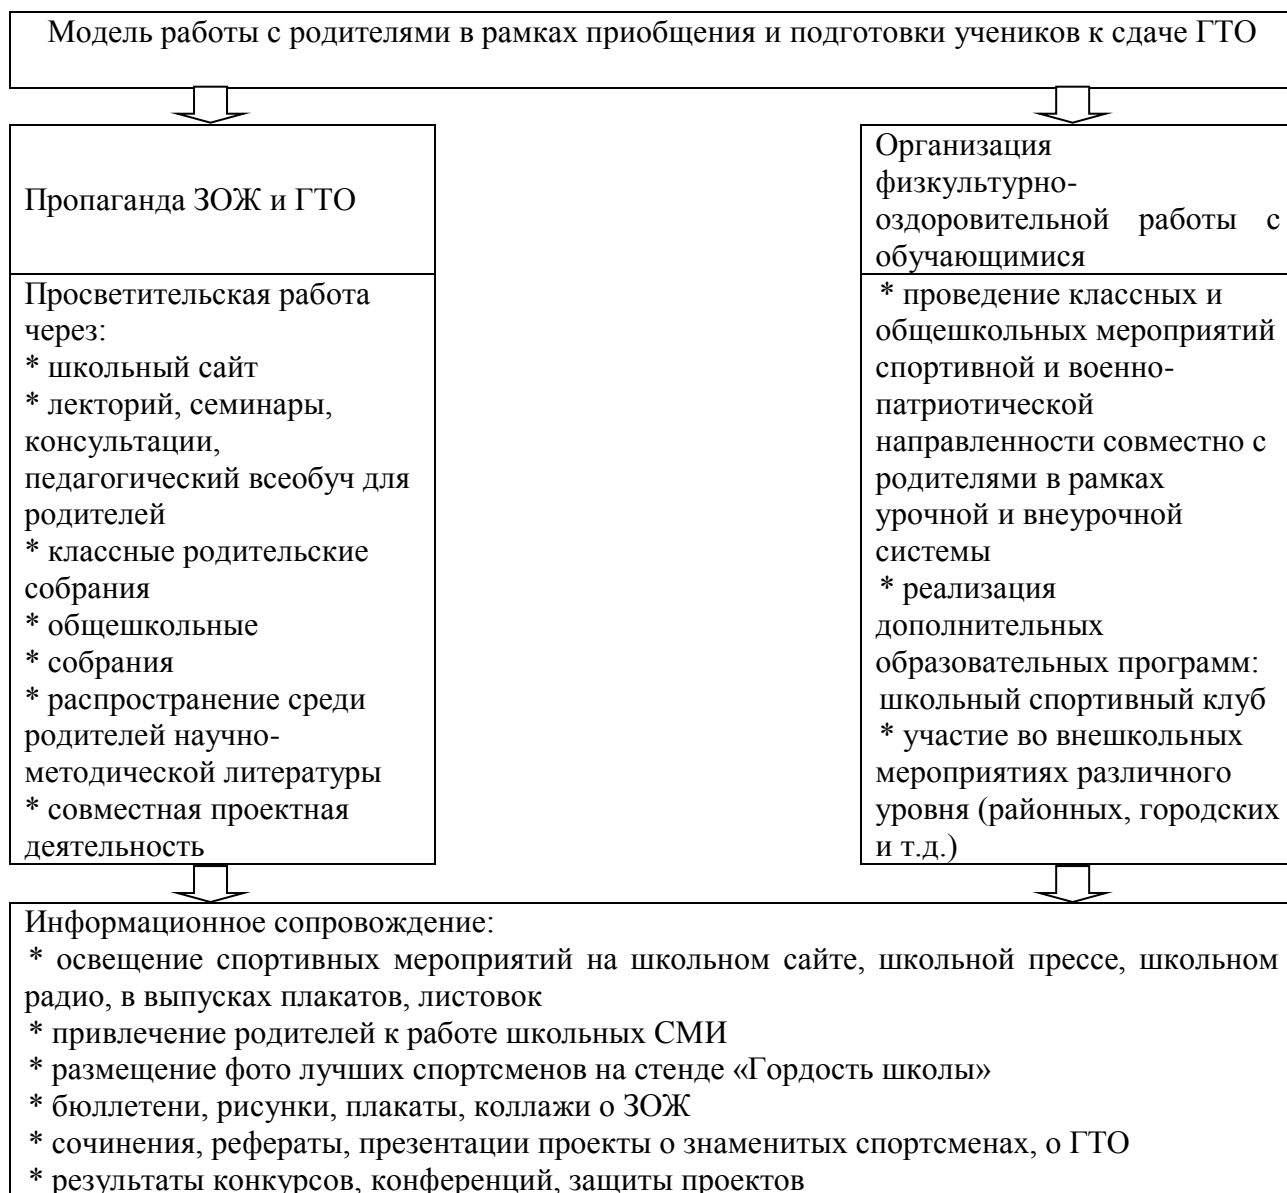 Модель работы с родителями в рамках приобщения и подготовки учеников к сдаче ГТО
Пропаганда ЗОЖ и ГТО
Просветительская работа
через:
* школьный сайт
* лекторий, семинары,
консультации,
педагогический всеобуч для
родителей
* классные родительские
собрания
* общешкольные
* собрания
* распространение среди
родителей научно-
методической литературы
* совместная проектная
деятельность
Организация
физкультурно-
оздоровительной работы с
обучающимися
* проведение классных и
общешкольных мероприятий
спортивной и военно-
патриотической
направленности совместно с
родителями в рамках
урочной и внеурочной
системы
* реализация
дополнительных
образовательных программ:
школьный спортивный клуб
* участие во внешкольных
мероприятиях различного
уровня (районных, городских
и т.д.)
Информационное сопровождение:
* освещение спортивных мероприятий на школьном сайте, школьной прессе, школьном
радио, в выпусках плакатов, листовок
* привлечение родителей к работе школьных СМИ
* размещение фото лучших спортсменов на стенде «Гордость школы»
* бюллетени, рисунки, плакаты, коллажи о ЗОЖ
* сочинения, рефераты, презентации проекты о знаменитых спортсменах, о ГТО
* результаты конкурсов, конференций, защиты проектов